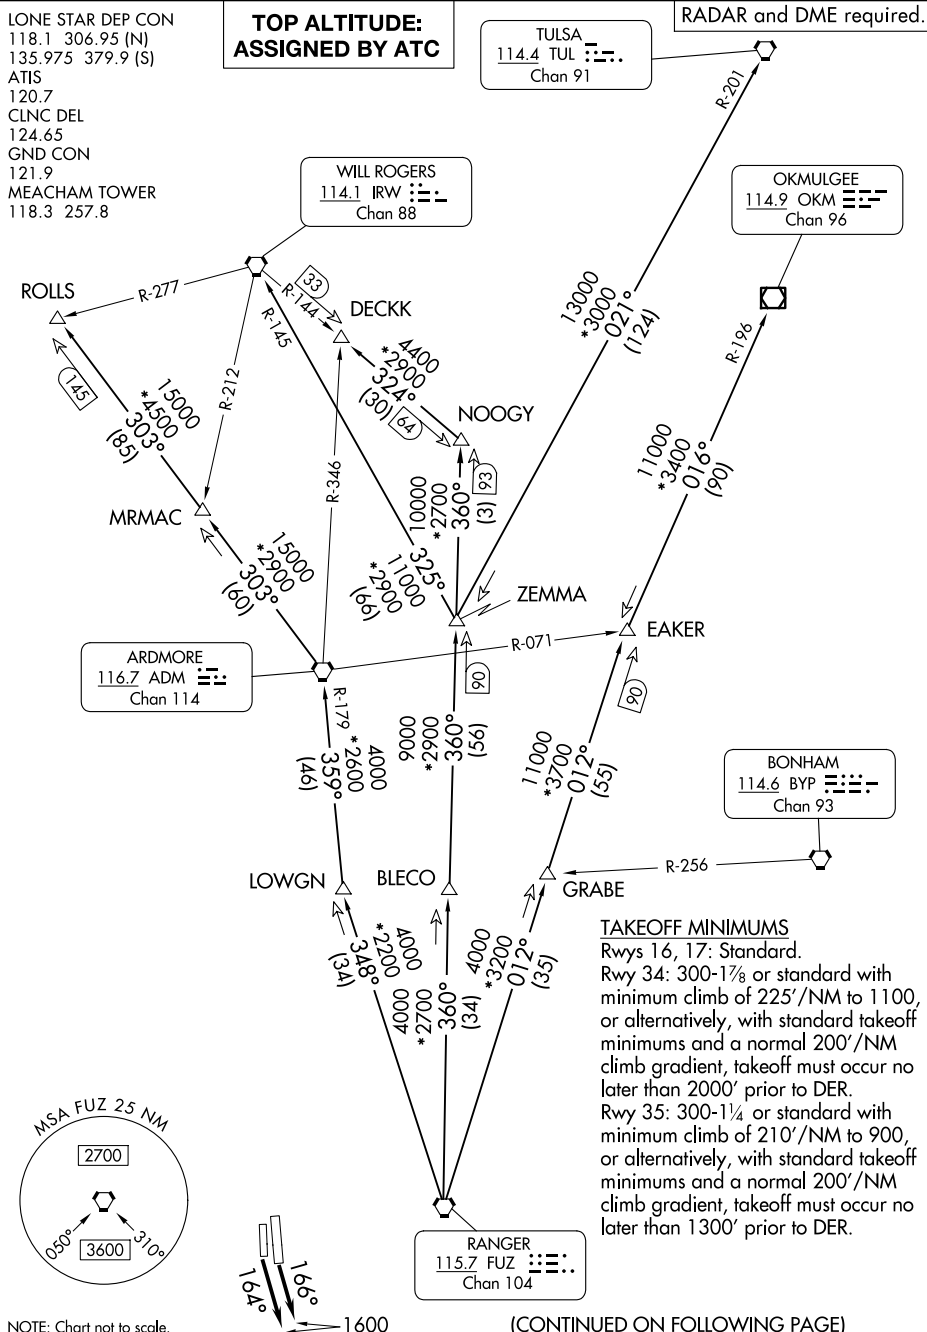 LONE STAR DEP CON
118.1 306.95 (N)
135.975 379.9 (S)
ATIS
120.7
CLNC DEL
124.65
GND CON
121.9
MEACHAM TOWER
118.3 257.8
TOP ALTITUDE:
ASSIGNED BY ATC
RADAR and DME required.
TULSA
114.4 TUL
Chan 91
R-201
WILL ROGERS
114.1 IRW
Chan 88
OKMULGEE
114.9 OKM
Chan 96
ROLLS
R-277
33
R-144
DECKK
R-145
13000
*3000
021°
(124)
R-196
4400
*2900
324°
(30)
64
NOOGY
145
15000
*4500
303°
(85)
R-212
R-346
10000
*2700
360°
(3)
93
11000
*3400
016°
(90)
MRMAC
15000
*2900
303°
(60)
325°
11000
*2900
(66)
ZEMMA
EAKER
R-071
90
90
ARDMORE
116.7 ADM
Chan 114
R-179
4000
*2600
359°
(46)
9000
*2900
360°
(56)
11000
*3700
012°
(55)
BONHAM
114.6 BYP
Chan 93
R-256
LOWGN
BLECO
GRABE
4000
*2200
348°
(34)
4000
*2700
360°
(34)
4000
*3200
012°
(35)
TAKEOFF MINIMUMS
Rwys 16, 17: Standard.
Rwy 34: 300-1⅞ or standard with
minimum climb of 225'/NM to 1100,
or alternatively, with standard takeoff
minimums and a normal 200'/NM
climb gradient, takeoff must occur no
later than 2000' prior to DER.
Rwy 35: 300-1¼ or standard with
minimum climb of 210'/NM to 900,
or alternatively, with standard takeoff
minimums and a normal 200'/NM
climb gradient, takeoff must occur no
later than 1300' prior to DER.
MSA FUZ 25 NM
2700
050°
3600
310°
RANGER
115.7 FUZ
Chan 104
164°
166°
1600
NOTE: Chart not to scale.
(CONTINUED ON FOLLOWING PAGE)